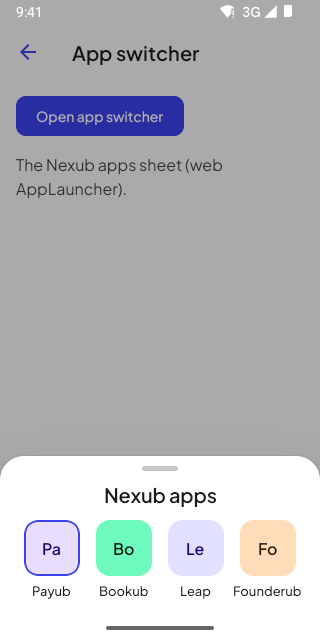 9:41
3G
App switcher
Open app switcher
The Nexub apps sheet (web
AppLauncher).
Nexub apps
Pa Bo Le Fo
Payub Bookub Leap Founderub